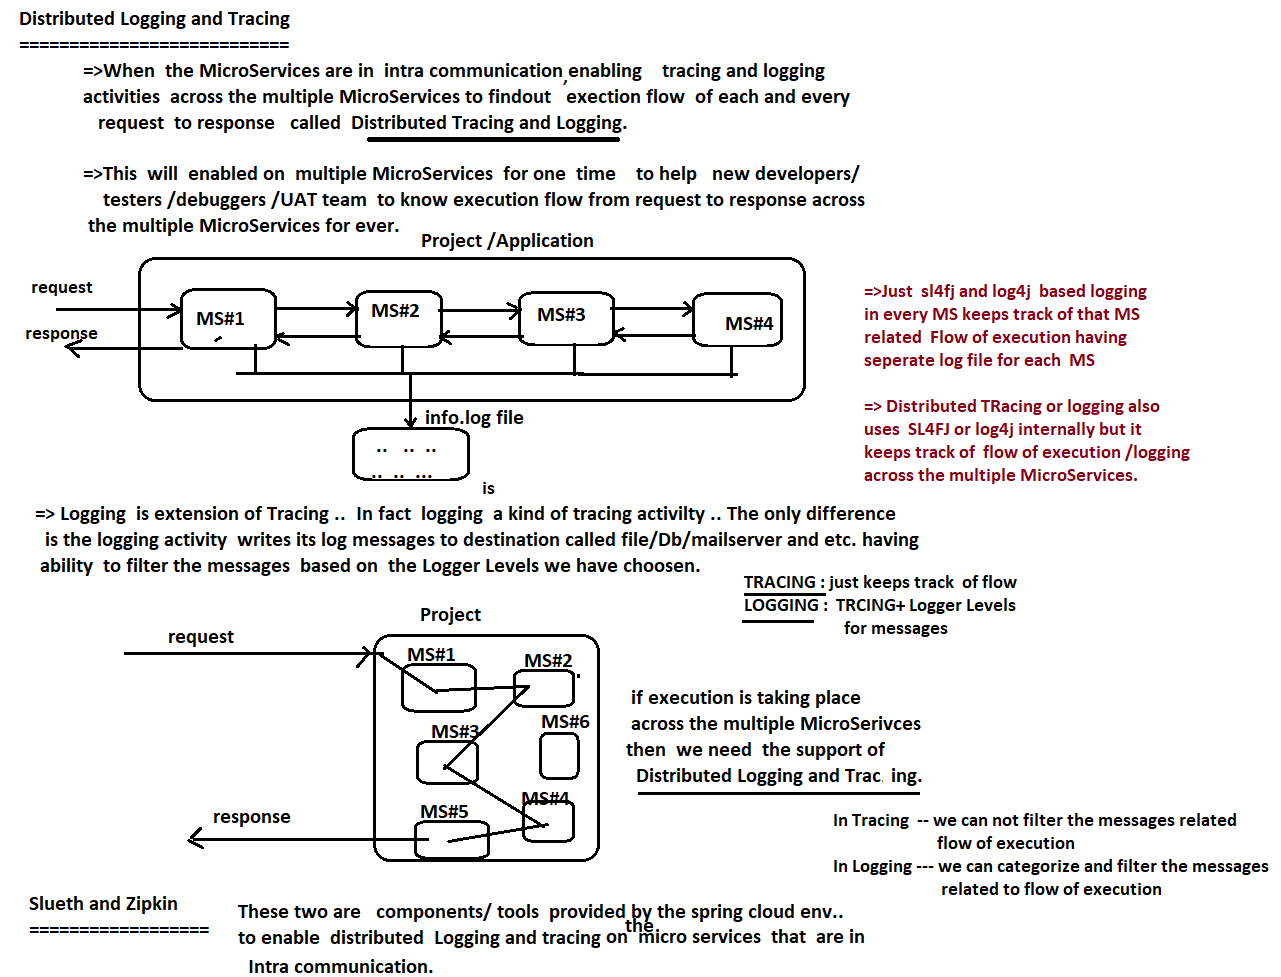 Distributed Logging and Tracing
===========================
=>When the MicroServices are in intra communication,enabling tracing and logging
activities across the multiple MicroServices to findout exection flow of each and every
request to response called Distributed Tracing and Logging.
=>This will enabled on multiple MicroServices for one time to help new developers/
testers /debuggers /UAT team to know execution flow from request to response across
the multiple MicroServices for ever.
Project /Application
request
response
MS#1
MS#2
MS#3
MS#4
info.log file
.. .. ..
.. .. ...
=>Just sl4fj and log4j based logging
in every MS keeps track of that MS
related Flow of execution having
seperate log file for each MS
=> Distributed TRacing or logging also
uses SL4FJ or log4j internally but it
keeps track of flow of execution /logging
across the multiple MicroServices.
is
=> Logging is extension of Tracing .. In fact logging a kind of tracing activilty .. The only difference
is the logging activity writes its log messages to destination called file/Db/mailserver and etc. having
ability to filter the messages based on the Logger Levels we have choosen.
TRACING : just keeps track of flow
LOGGING : TRCING+ Logger Levels
for messages
Project
request
MS#1
MS#2
MS#3
MS#6
MS#4
MS#5
response
if execution is taking place
across the multiple MicroSerivces
then we need the support of
Distributed Logging and Trac ing.
In Tracing -- we can not filter the messages related
flow of execution
In Logging --- we can categorize and filter the messages
related to flow of execution
Slueth and Zipkin
==================
These two are components/ tools provided by the spring cloud env..
the
to enable distributed Logging and tracing on micro services that are in
Intra communication.